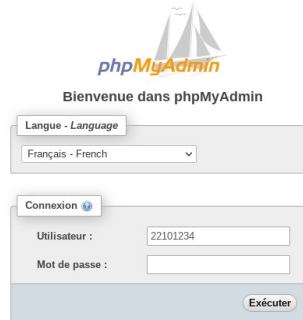 phpMyAdmin
Bienvenue dans phpMyAdmin
Langue - Language
Français - French
Connexion
Utilisateur :
22101234
Mot de passe :
Exécuter